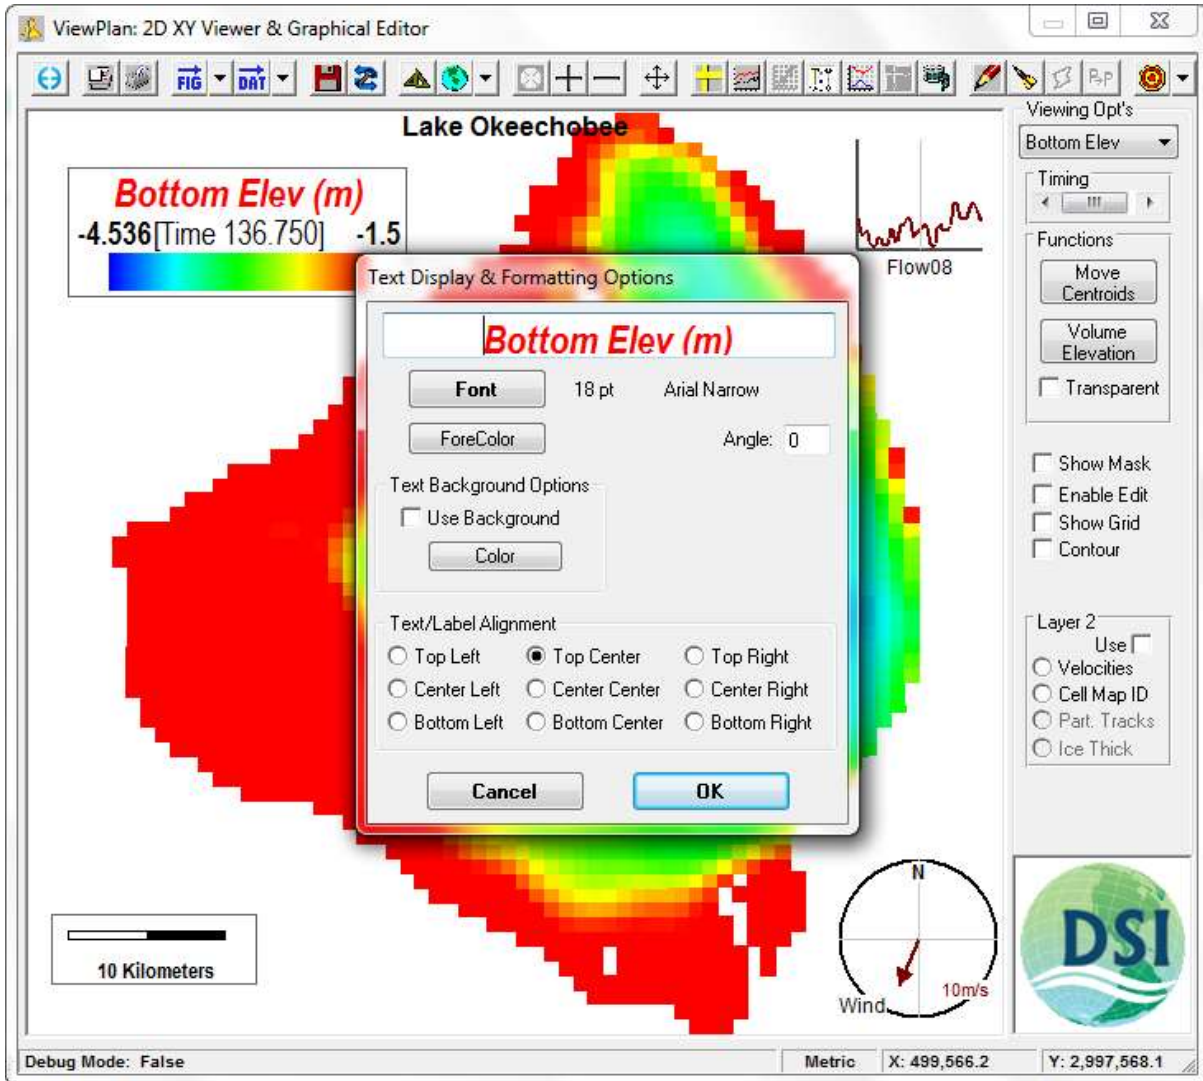 ViewPlan: 2D XY Viewer & Graphical Editor
FIG DAT P2P
Lake Okeechobee
Bottom Elev (m)
-4.536 [Time 136.750] -1.5
Flow08
Text Display & Formatting Options
Bottom Elev (m)
Font 18 pt Arial Narrow
ForeColor Angle: 0
Text Background Options
Use Background
Color
Text/Label Alignment
Top Left Top Center Top Right
Center Left Center Center Center Right
Bottom Left Bottom Center Bottom Right
Cancel OK
10 Kilometers
N
Wind 10m/s
Viewing Opt's
Bottom Elev
Timing
Functions
Move
Centroids
Volume
Elevation
Transparent
Show Mask
Enable Edit
Show Grid
Contour
Layer 2
Use
Velocities
Cell Map ID
Part. Tracks
Ice Thick
DSI
Debug Mode: False Metric X: 499,566.2 Y: 2,997,568.1